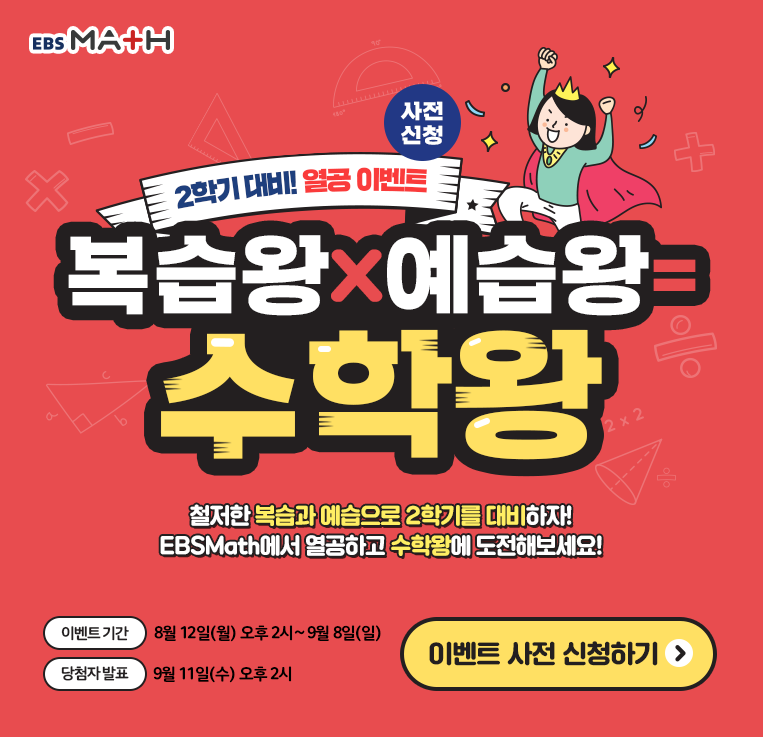 EBS MATH
사전
신청
2학기 대비! 열공 이벤트
복습왕×예습왕=
수학왕
2 x 2
철저한 복습과 예습으로 2학기를 대비하자!
EBSMath에서 열공하고 수학왕에 도전해보세요!
이벤트 기간 8월 12일(월) 오후 2시~ 9월 8일(일)
당첨자 발표 9월 11일(수) 오후 2시
이벤트 사전 신청하기